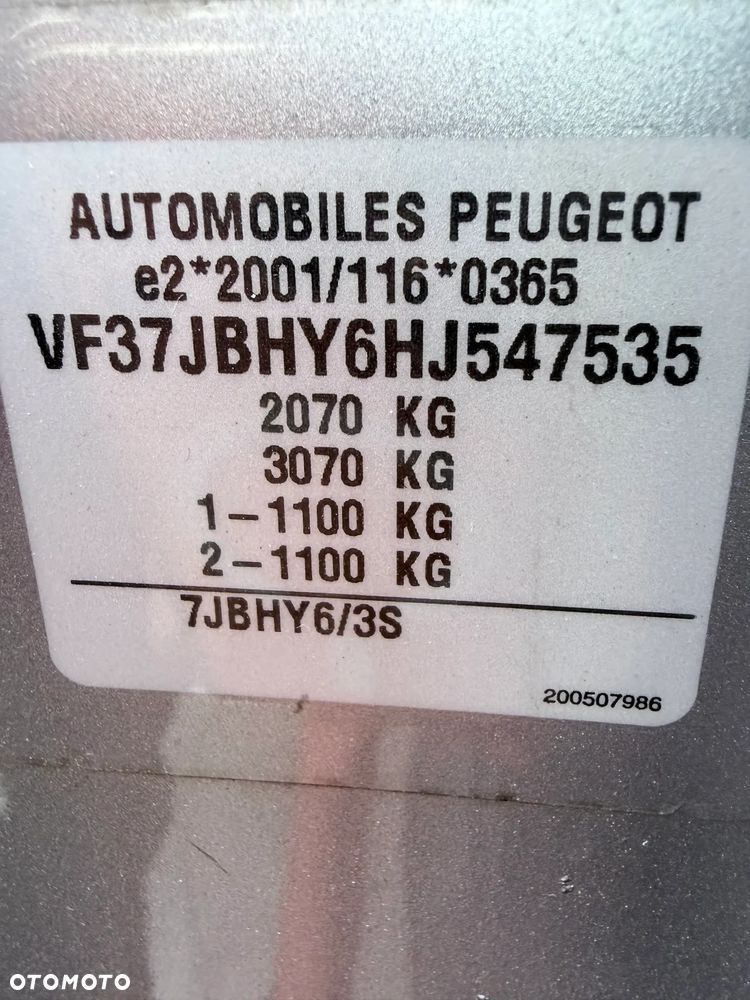 AUTOMOBILES PEUGEOT
e2*2001/116*0365
VF37JBHY6HJ547535
2070 KG
3070 KG
1-1100 KG
2-1100 KG
7JBHY6/3S
200507986
OTOMOTO